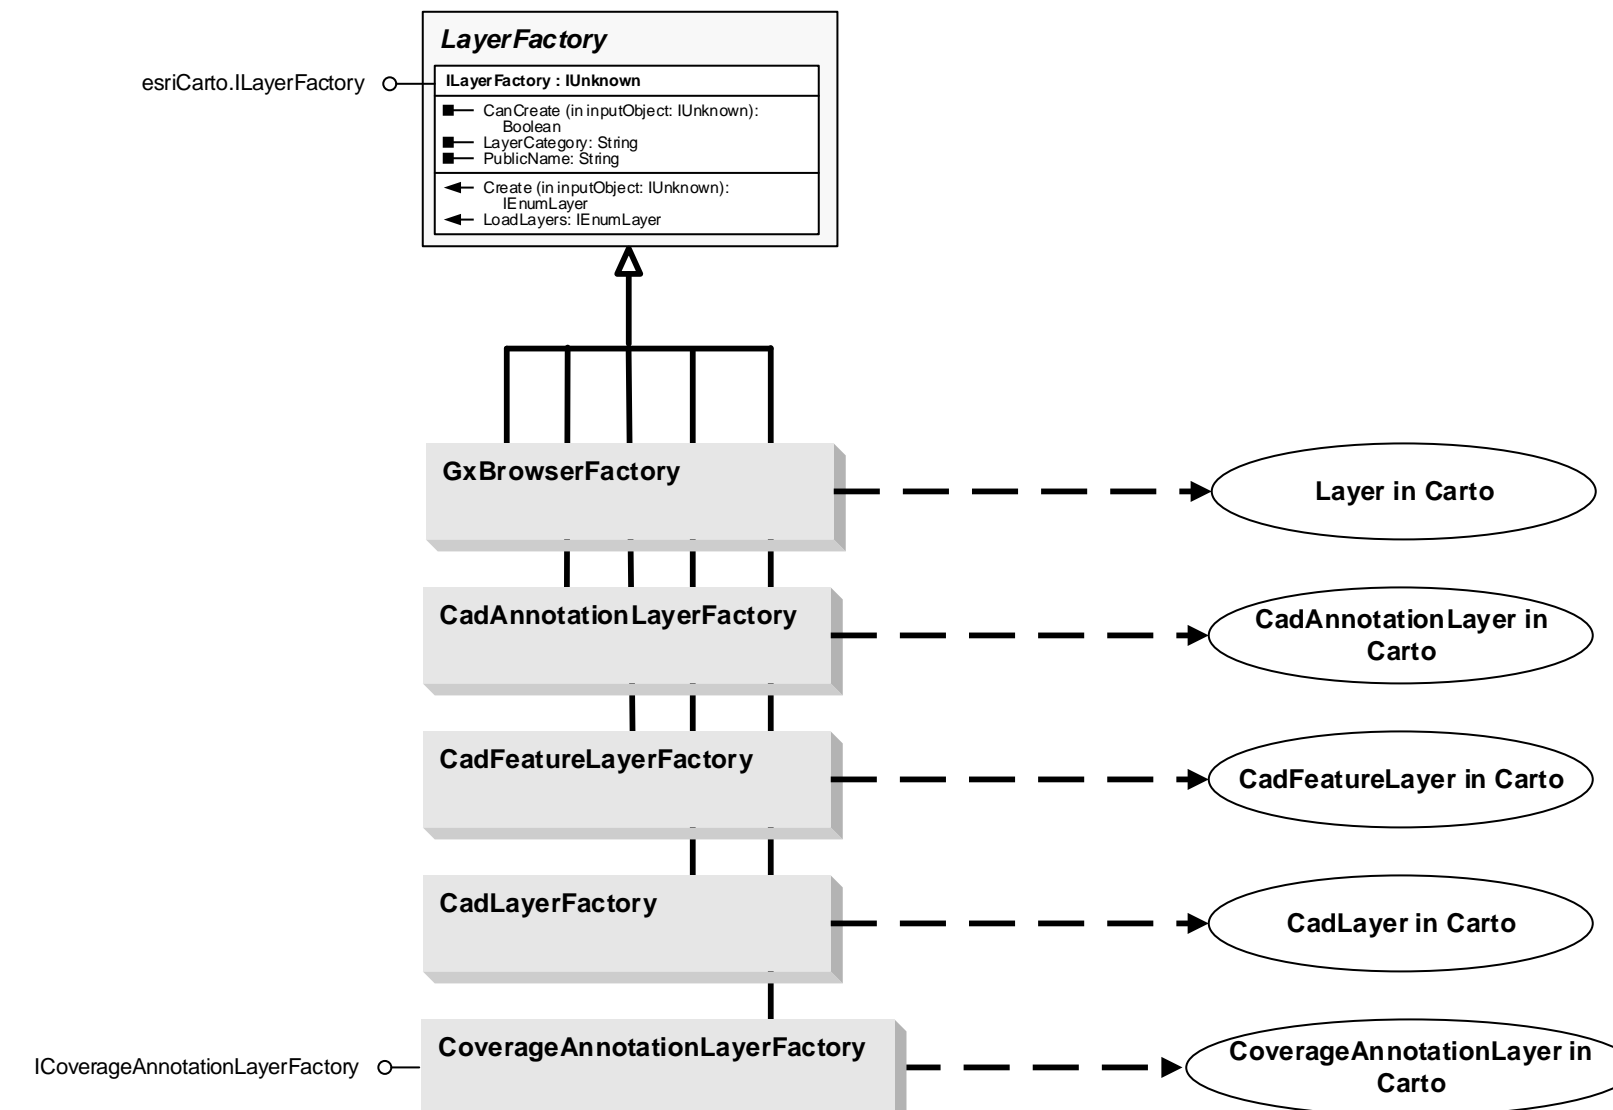 LayerFactory
esriCarto.ILayerFactory
ILayerFactory : IUnknown
CanCreate (in inputObject: IUnknown):
Boolean
LayerCategory: String
PublicName: String
Create (in inputObject: IUnknown):
IEnumLayer
LoadLayers: IEnumLayer
GxBrowserFactory
Layer in Carto
CadAnnotationLayerFactory
CadAnnotationLayer in
Carto
CadFeatureLayerFactory
CadFeatureLayer in Carto
CadLayerFactory
CadLayer in Carto
ICoverageAnnotationLayerFactory
CoverageAnnotationLayerFactory
CoverageAnnotationLayer in
Carto